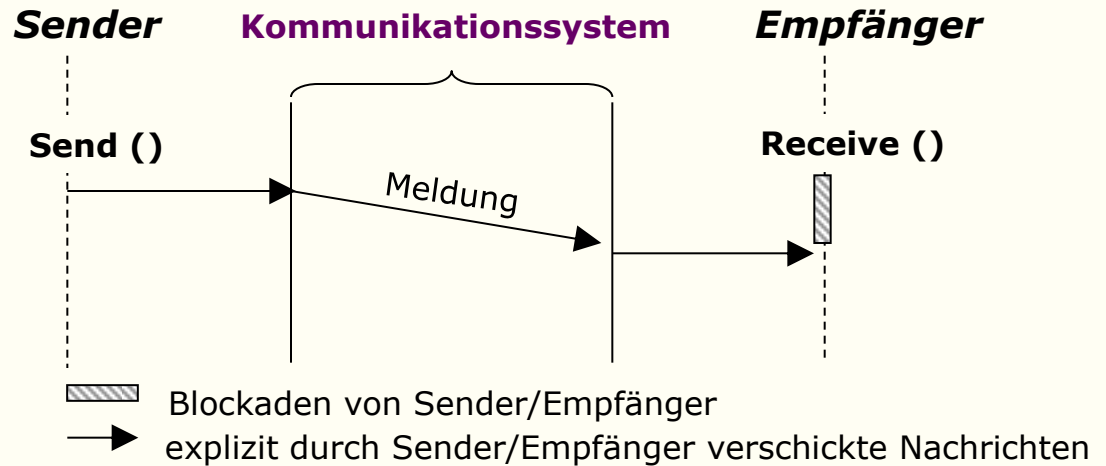 Sender Kommunikationssystem Empfänger
Send () Receive ()
Meldung
Blockaden von Sender/Empfänger
explizit durch Sender/Empfänger verschickte Nachrichten